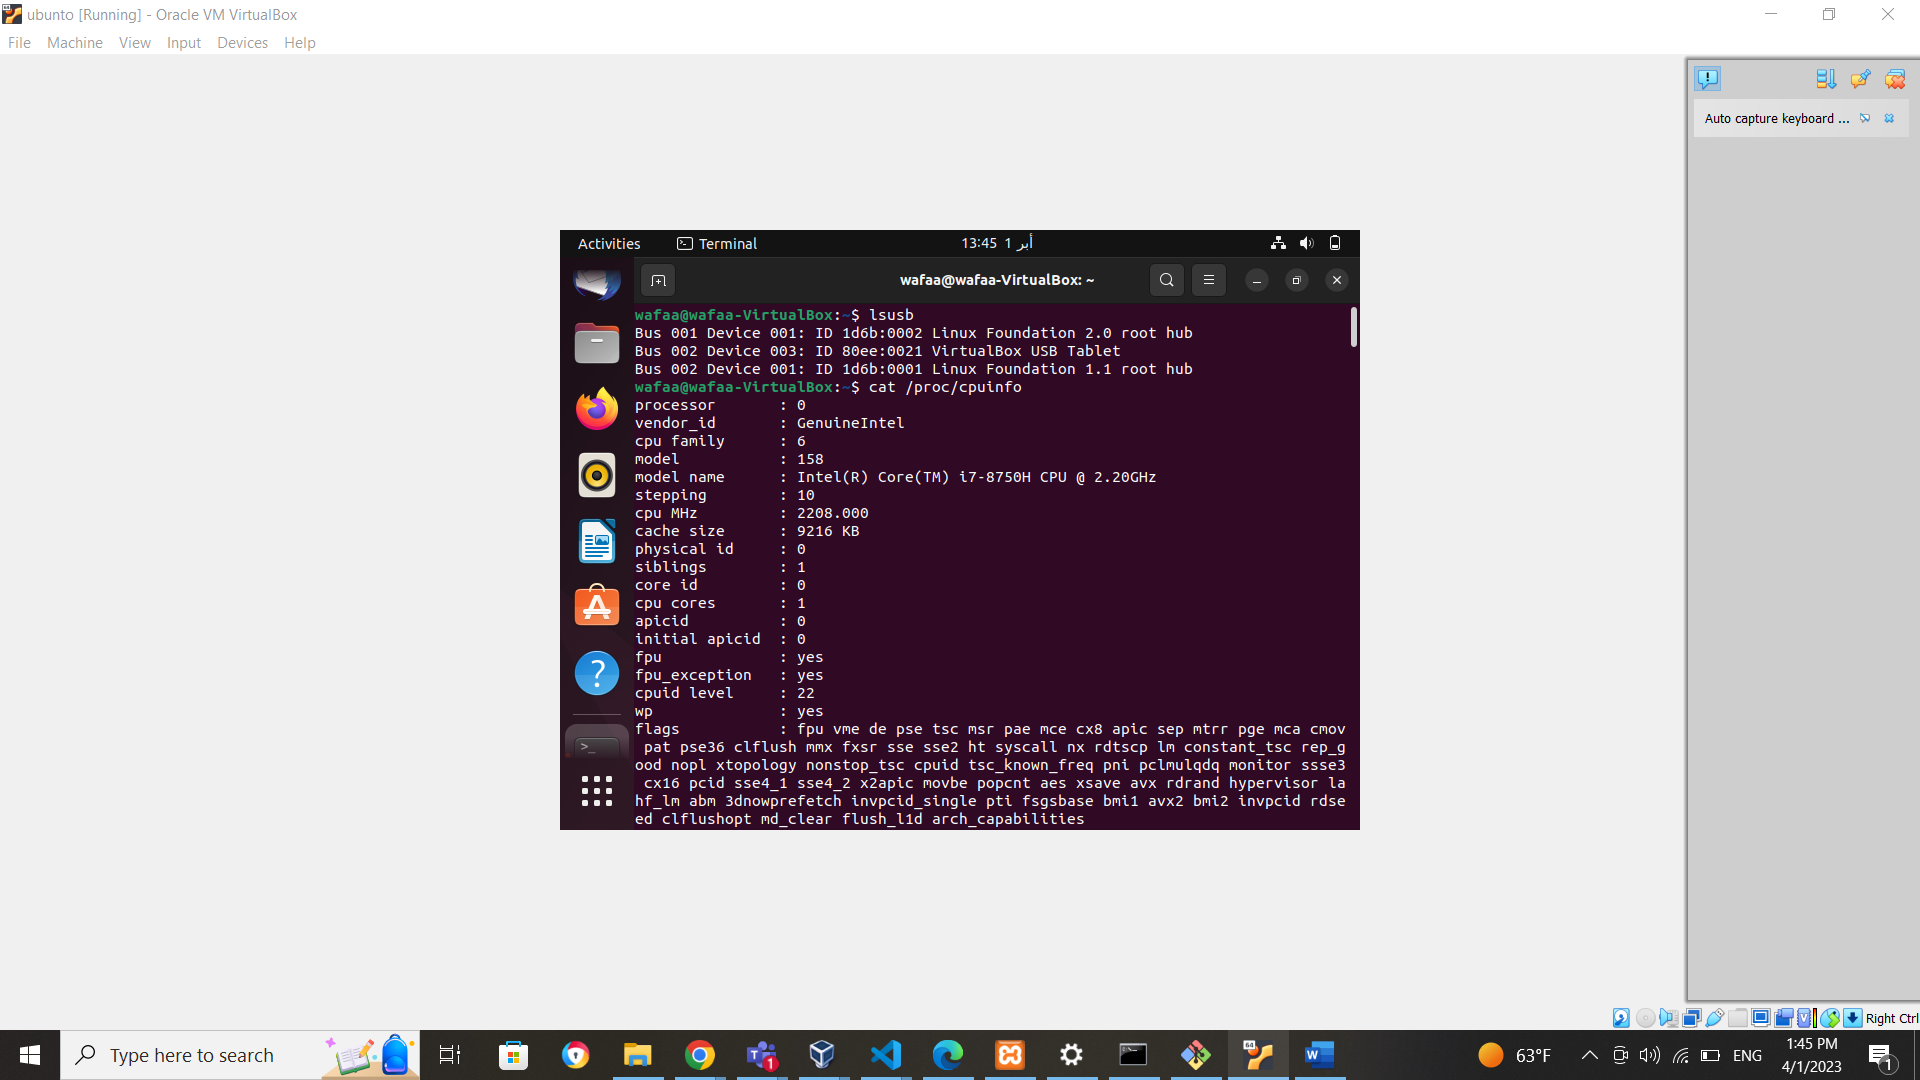 ubunto [Running] - Oracle VM VirtualBox
File Machine View Input Devices Help
Auto capture keyboard ...
Activities Terminal 13:45 1 أبر
wafaa@wafaa-VirtualBox: ~
wafaa@wafaa-VirtualBox:~$ lsusb
Bus 001 Device 001: ID 1d6b:0002 Linux Foundation 2.0 root hub
Bus 002 Device 003: ID 80ee:0021 VirtualBox USB Tablet
Bus 002 Device 001: ID 1d6b:0001 Linux Foundation 1.1 root hub
wafaa@wafaa-VirtualBox:~$ cat /proc/cpuinfo
processor : 0
vendor_id : GenuineIntel
cpu family : 6
model : 158
model name : Intel(R) Core(TM) i7-8750H CPU @ 2.20GHz
stepping : 10
cpu MHz : 2208.000
cache size : 9216 KB
physical id : 0
siblings : 1
core id : 0
cpu cores : 1
apicid : 0
initial apicid : 0
fpu : yes
fpu_exception : yes
cpuid level : 22
wp : yes
flags : fpu vme de pse tsc msr pae mce cx8 apic sep mtrr pge mca cmov
pat pse36 clflush mmx fxsr sse sse2 ht syscall nx rdtscp lm constant_tsc rep_g
ood nopl xtopology nonstop_tsc cpuid tsc_known_freq pni pclmulqdq monitor ssse3
cx16 pcid sse4_1 sse4_2 x2apic movbe popcnt aes xsave avx rdrand hypervisor la
hf_lm abm 3dnowprefetch invpcid_single pti fsgsbase bmi1 avx2 bmi2 invpcid rdse
ed clflushopt md_clear flush_l1d arch_capabilities
Right Ctrl
Type here to search
63°F
ENG
1:45 PM
4/1/2023
1